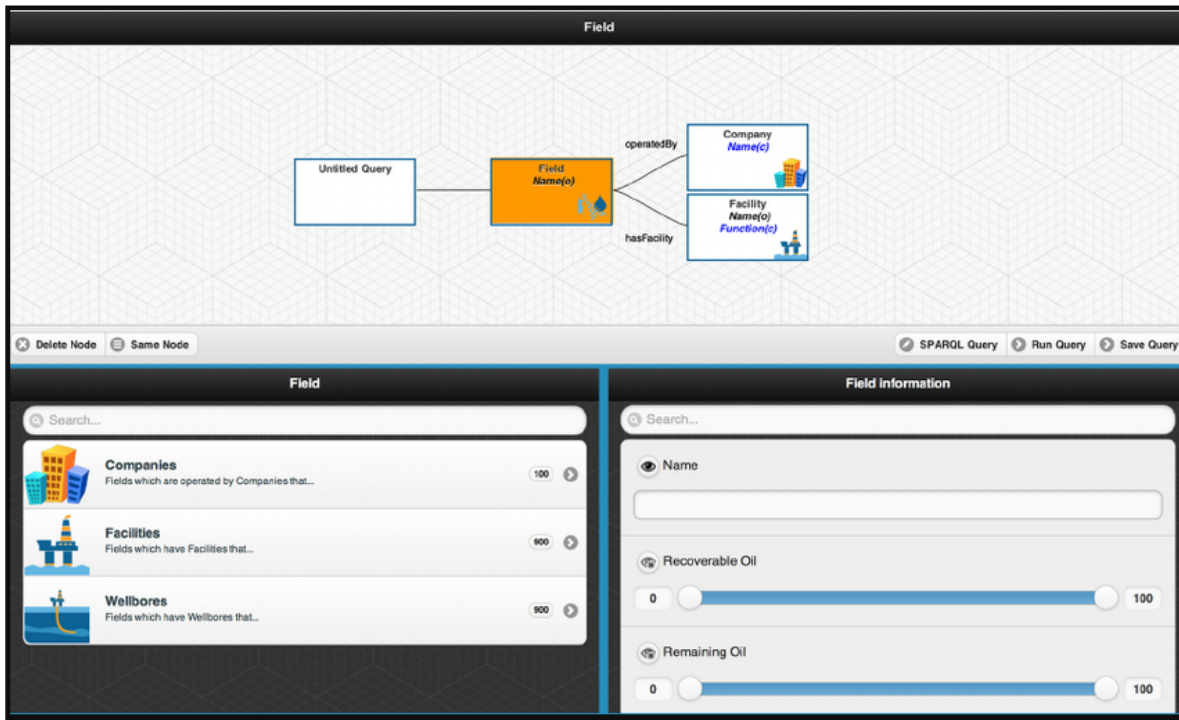 Field
Untitled Query
Field
Name(o)
operatedBy
Company
Name(c)
hasFacility
Facility
Name(o)
Function(c)
Delete Node
Same Node
SPARQL Query
Run Query
Save Query
Field
Search...
Companies
Fields which are operated by Companies that...
100
Facilities
Fields which have Facilities that...
900
Wellbores
Fields which have Wellbores that...
900
Field information
Search...
Name
Recoverable Oil
0
100
Remaining Oil
0
100